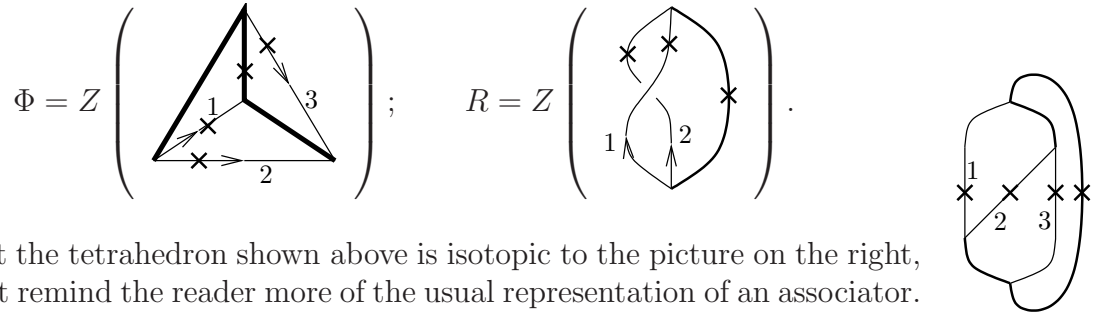 Φ = Z ( 1 2 3 ) ; R = Z ( 1 2 ) .
1 2 3
t the tetrahedron shown above is isotopic to the picture on the right,
t remind the reader more of the usual representation of an associator.